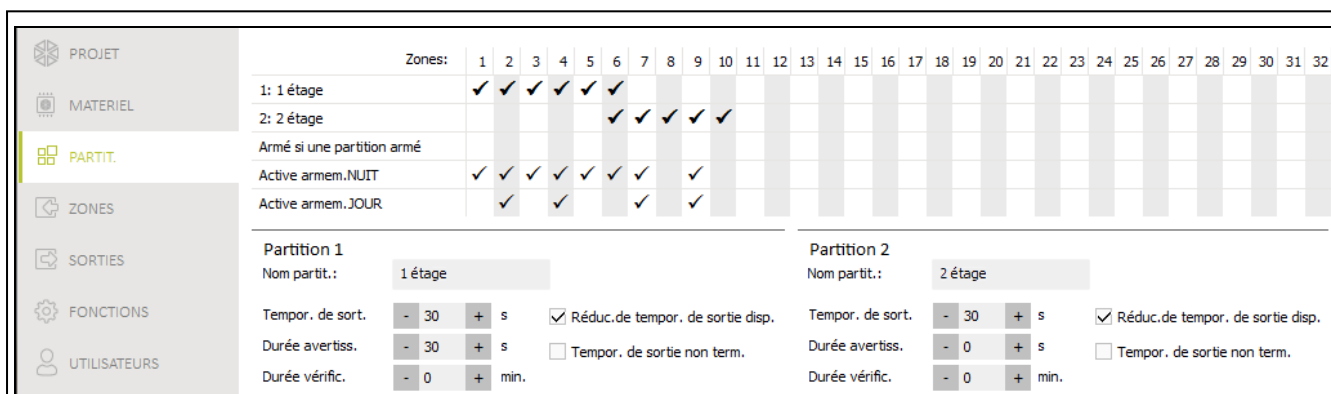 PROJET
MATERIEL
PARTIT.
ZONES
SORTIES
FONCTIONS
UTILISATEURS
Zones: 1 2 3 4 5 6 7 8 9 10 11 12 13 14 15 16 17 18 19 20 21 22 23 24 25 26 27 28 29 30 31 32
1: 1 étage ✓ ✓ ✓ ✓ ✓ ✓
2: 2 étage ✓ ✓ ✓ ✓ ✓
Armé si une partition armé
Active armem.NUIT ✓ ✓ ✓ ✓ ✓ ✓ ✓ ✓
Active armem.JOUR ✓ ✓ ✓ ✓
Partition 1
Nom partit.: 1 étage
Tempor. de sort. - 30 + s ✓ Réduc.de tempor. de sortie disp.
Durée avertiss. - 30 + s Tempor. de sortie non term.
Durée vérific. - 0 + min.
Partition 2
Nom partit.: 2 étage
Tempor. de sort. - 30 + s ✓ Réduc.de tempor. de sortie disp.
Durée avertiss. - 0 + s Tempor. de sortie non term.
Durée vérific. - 0 + min.